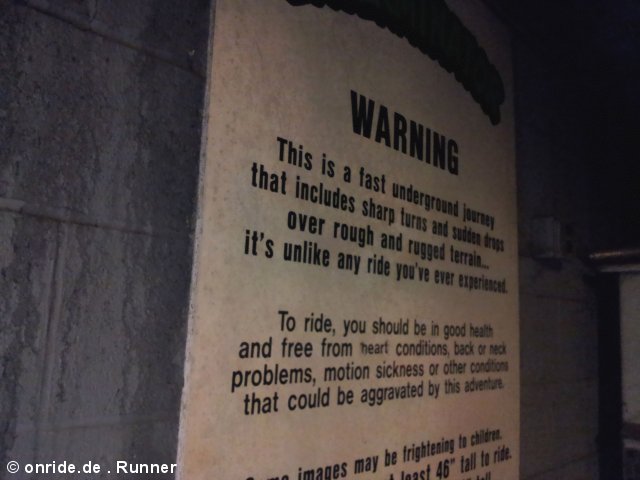 WARNING
This is a fast underground journey
that includes sharp turns and sudden drops
over rough and rugged terrain...
it's unlike any ride you've ever experienced.
To ride, you should be in good health
and free from heart conditions, back or neck
problems, motion sickness or other conditions
that could be aggravated by this adventure.
images may be frightening to children.
least 46" tall to ride.
tall
© onride.de . Runner